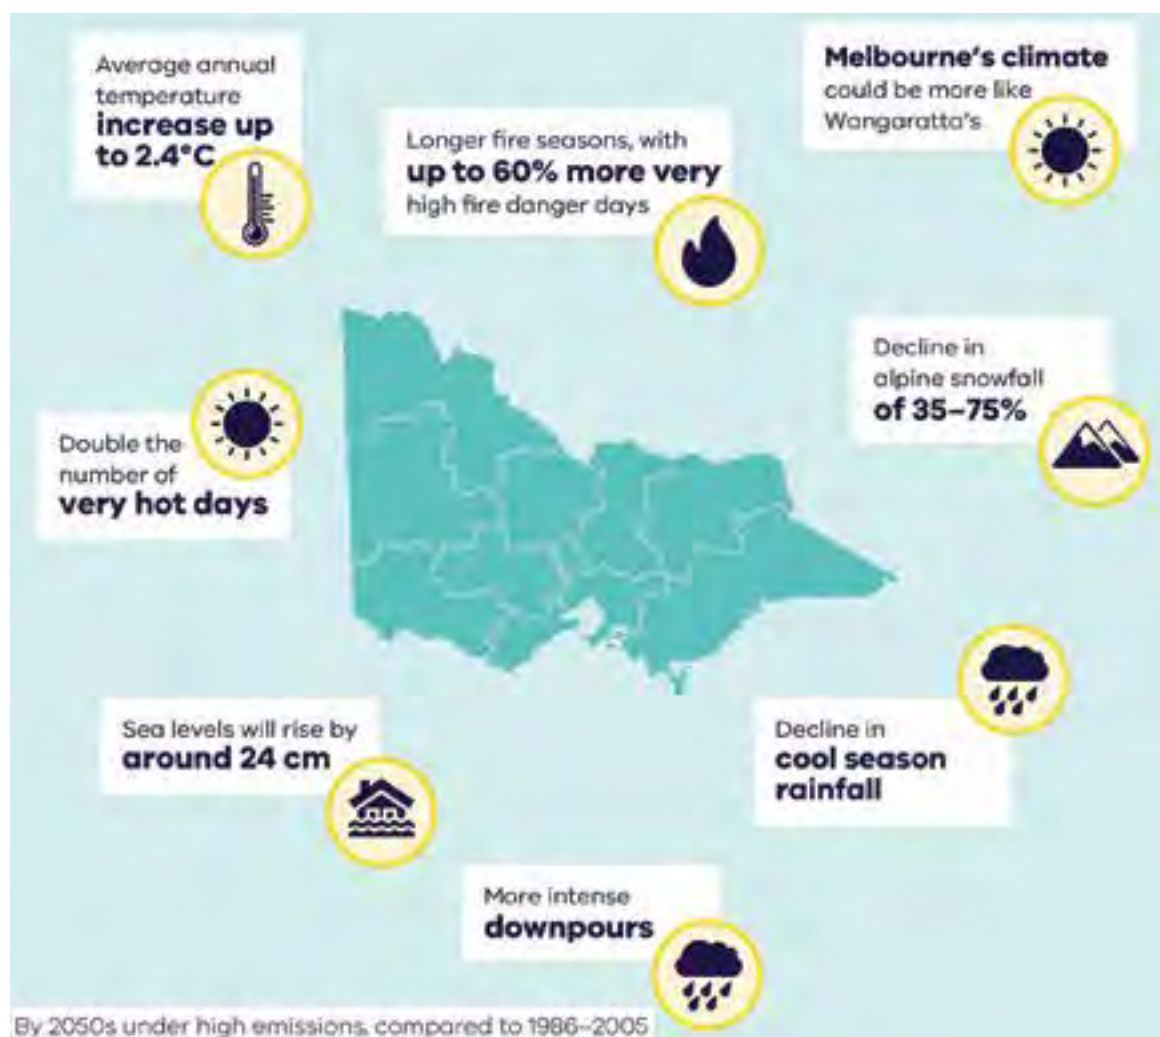 Average annual
temperature
increase up
to 2.4°C
Longer fire seasons, with
up to 60% more very
high fire danger days
Melbourne's climate
could be more like
Wangaratta's
Double the
number of
very hot days
Decline in
alpine snowfall
of 35–75%
Sea levels will rise by
around 24 cm
Decline in
cool season
rainfall
More intense
downpours
By 2050s under high emissions, compared to 1986–2005